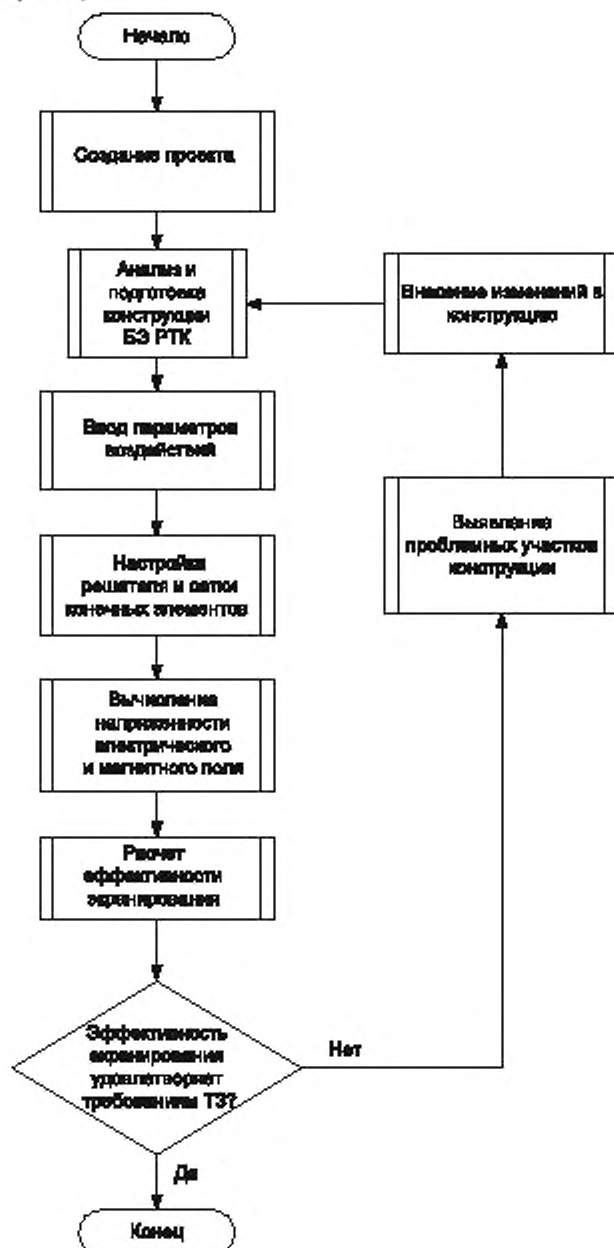 Начало
Создание проекта
Анализ и
подготовка
конструкции
БЭ РТК
Внесение изменений в
конструкцию
Ввод параметров
воздействий
Выявление
проблемных участков
конструкции
Настройка
решателя и сетки
конечных элементов
Вычисление
напряженности
электрического
и магнитного поля
Расчет
эффективности
экранирования
Эффективность
экранирования
удовлетворяет
требованиям ТЗ?
Нет
Да
Конец